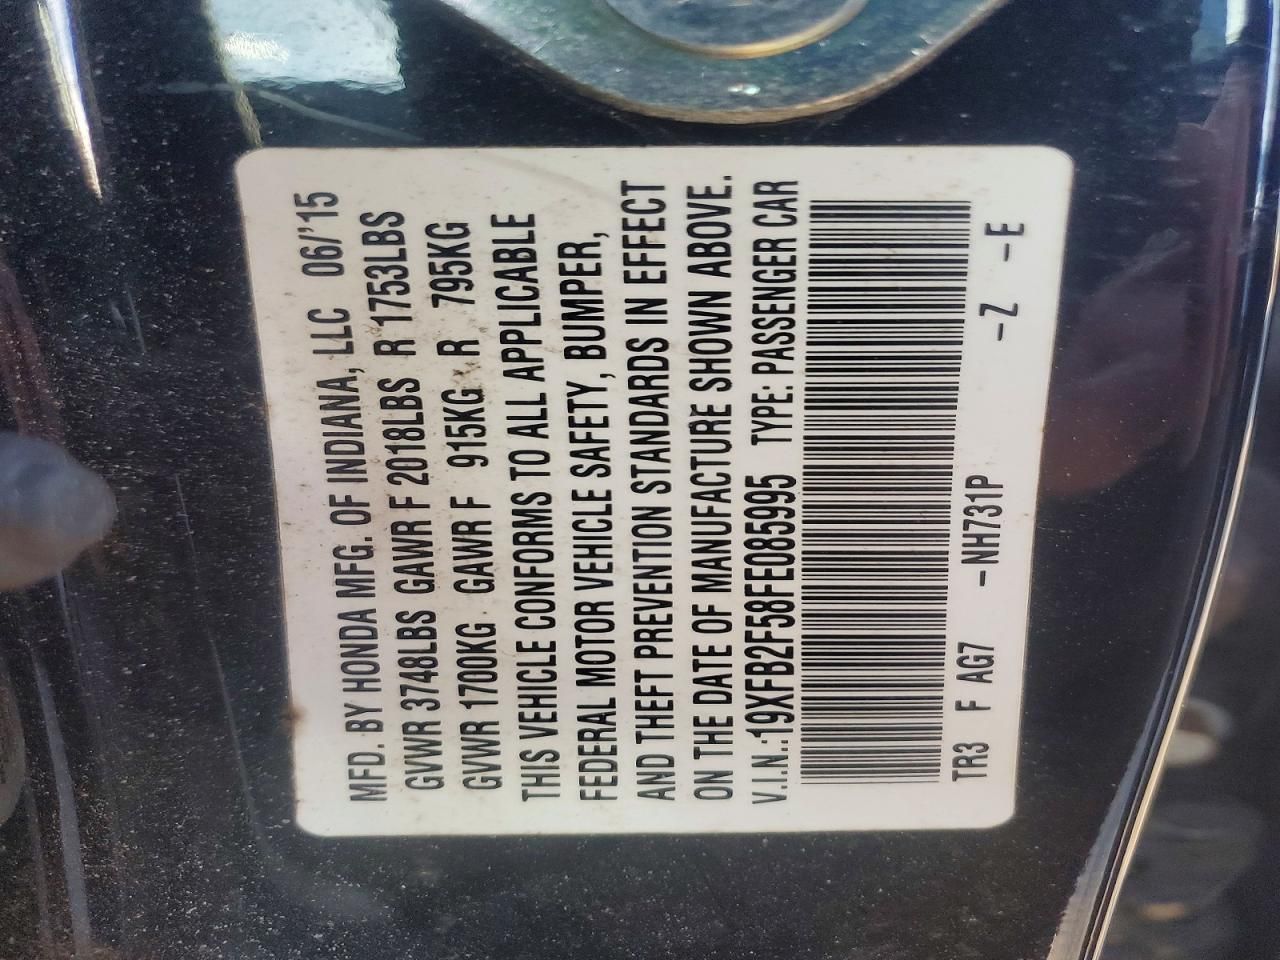 MFD. BY HONDA MFG. OF INDIANA, LLC 06/'15
GVWR 3748LBS GAWR F 2018LBS R 1753LBS
GVWR 1700KG GAWR F 915KG R 795KG
THIS VEHICLE CONFORMS TO ALL APPLICABLE
FEDERAL MOTOR VEHICLE SAFETY, BUMPER,
AND THEFT PREVENTION STANDARDS IN EFFECT
ON THE DATE OF MANUFACTURE SHOWN ABOVE.
V.I.N.:19XFB2F58FE085995 TYPE: PASSENGER CAR
TR3 F AG7 -NH731P -Z -E